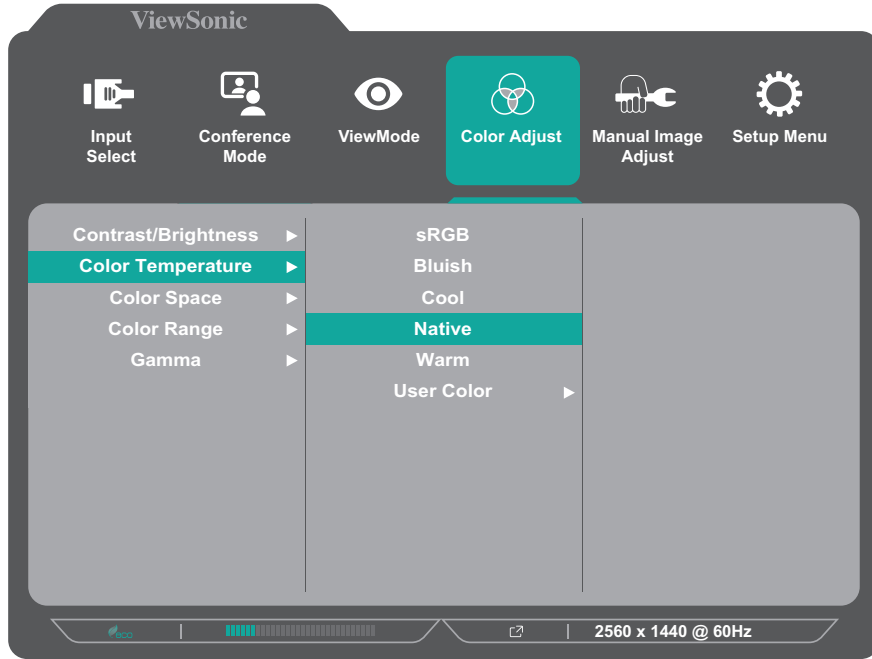 ViewSonic
Input
Select
Conference
Mode
ViewMode
Color Adjust
Manual Image
Adjust
Setup Menu
Contrast/Brightness ▶
Color Temperature ▶
Color Space ▶
Color Range ▶
Gamma ▶
sRGB
Bluish
Cool
Native
Warm
User Color ▶
eco
2560 x 1440 @ 60Hz